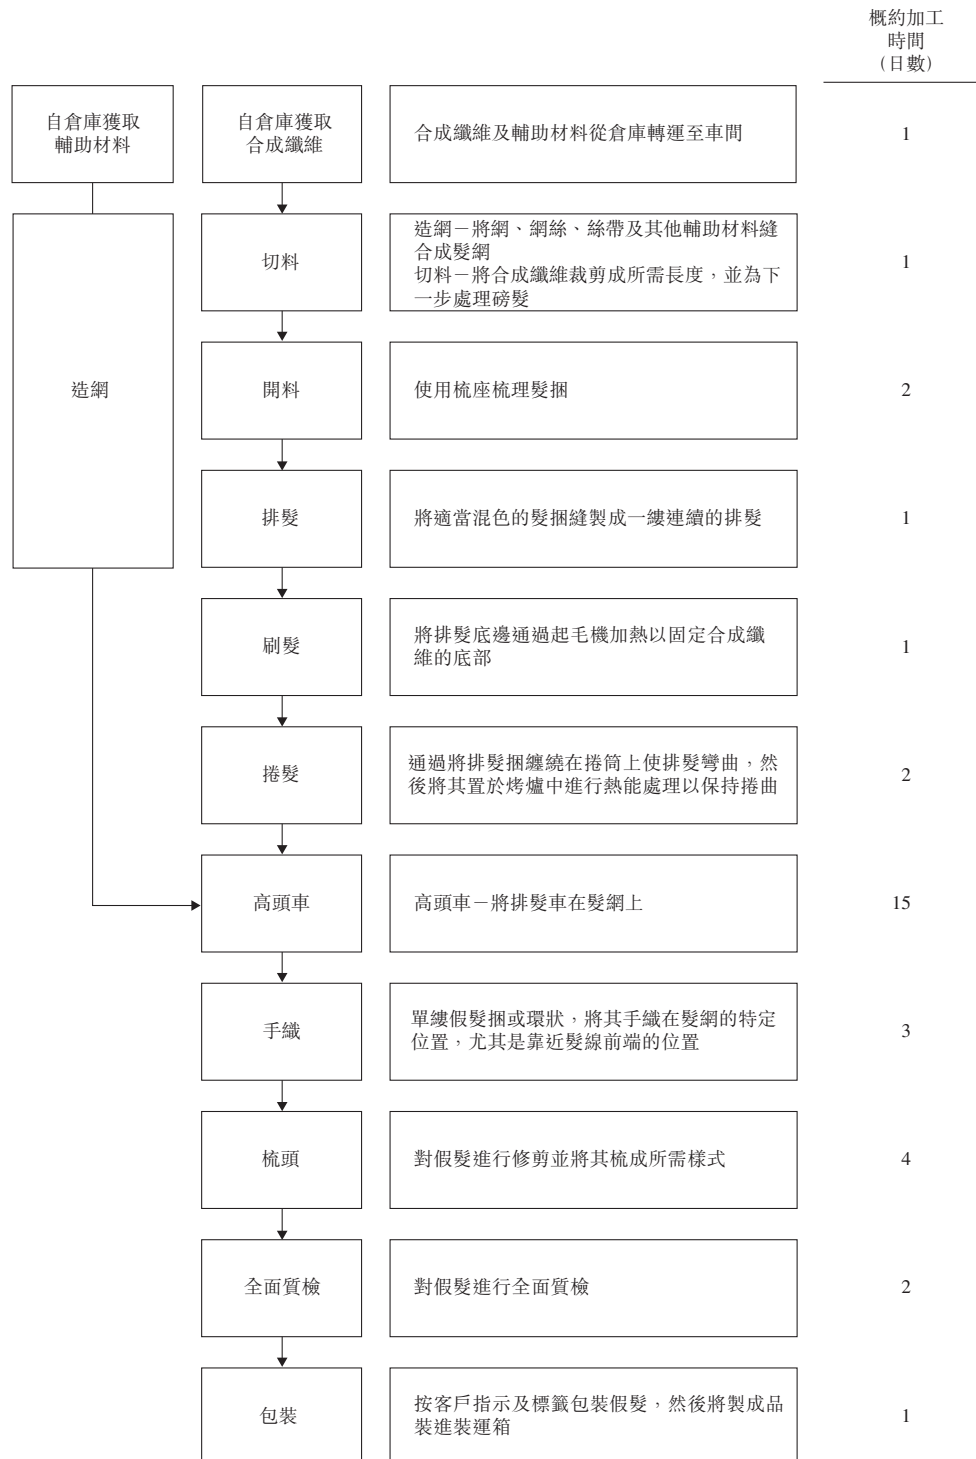 概約加工
時間
（日數）
自倉庫獲取
輔助材料
自倉庫獲取
合成纖維
合成纖維及輔助材料從倉庫轉運至車間
1
造網
切料
造網－將網、網絲、絲帶及其他輔助材料縫
合成髮網
切料－將合成纖維裁剪成所需長度，並為下
一步處理磅髮
1
開料
使用梳座梳理髮捆
2
排髮
將適當混色的髮捆縫製成一縷連續的排髮
1
刷髮
將排髮底邊通過起毛機加熱以固定合成纖
維的底部
1
捲髮
通過將排髮捆纏繞在捲筒上使排髮彎曲，然
後將其置於烤爐中進行熱能處理以保持捲曲
2
高頭車
高頭車－將排髮車在髮網上
15
手織
單縷假髮捆或環狀，將其手織在髮網的特定
位置，尤其是靠近髮線前端的位置
3
梳頭
對假髮進行修剪並將其梳成所需樣式
4
全面質檢
對假髮進行全面質檢
2
包裝
按客戶指示及標籤包裝假髮，然後將製成品
裝進裝運箱
1